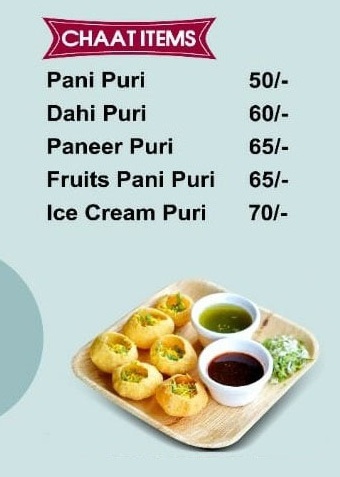 CHAAT ITEMS
Pani Puri 50/-
Dahi Puri 60/-
Paneer Puri 65/-
Fruits Pani Puri 65/-
Ice Cream Puri 70/-